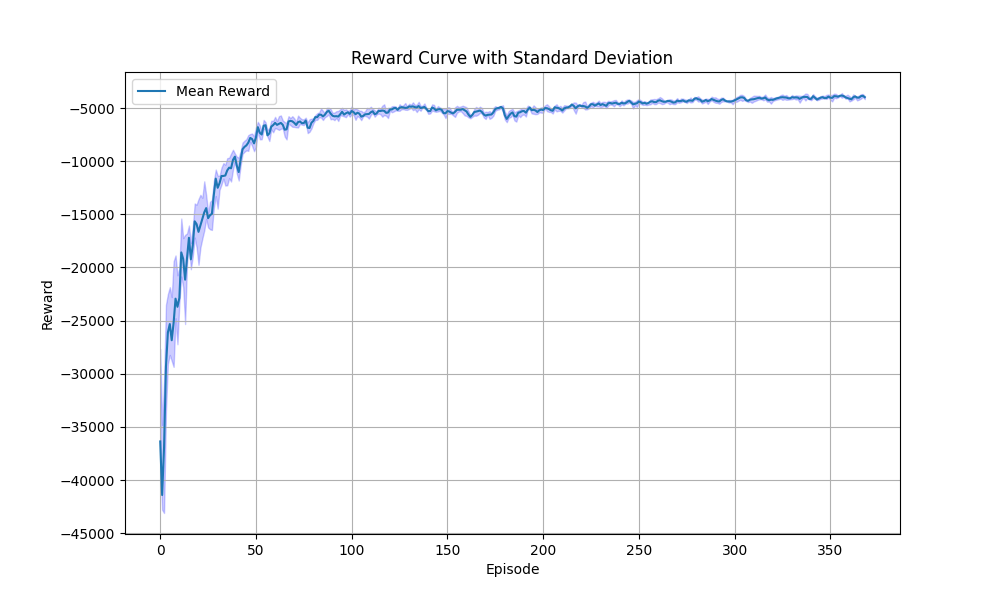 Reward Curve with Standard Deviation
Mean Reward
Reward
−5000
−10000
−15000
−20000
−25000
−30000
−35000
−40000
−45000
0 50 100 150 200 250 300 350
Episode